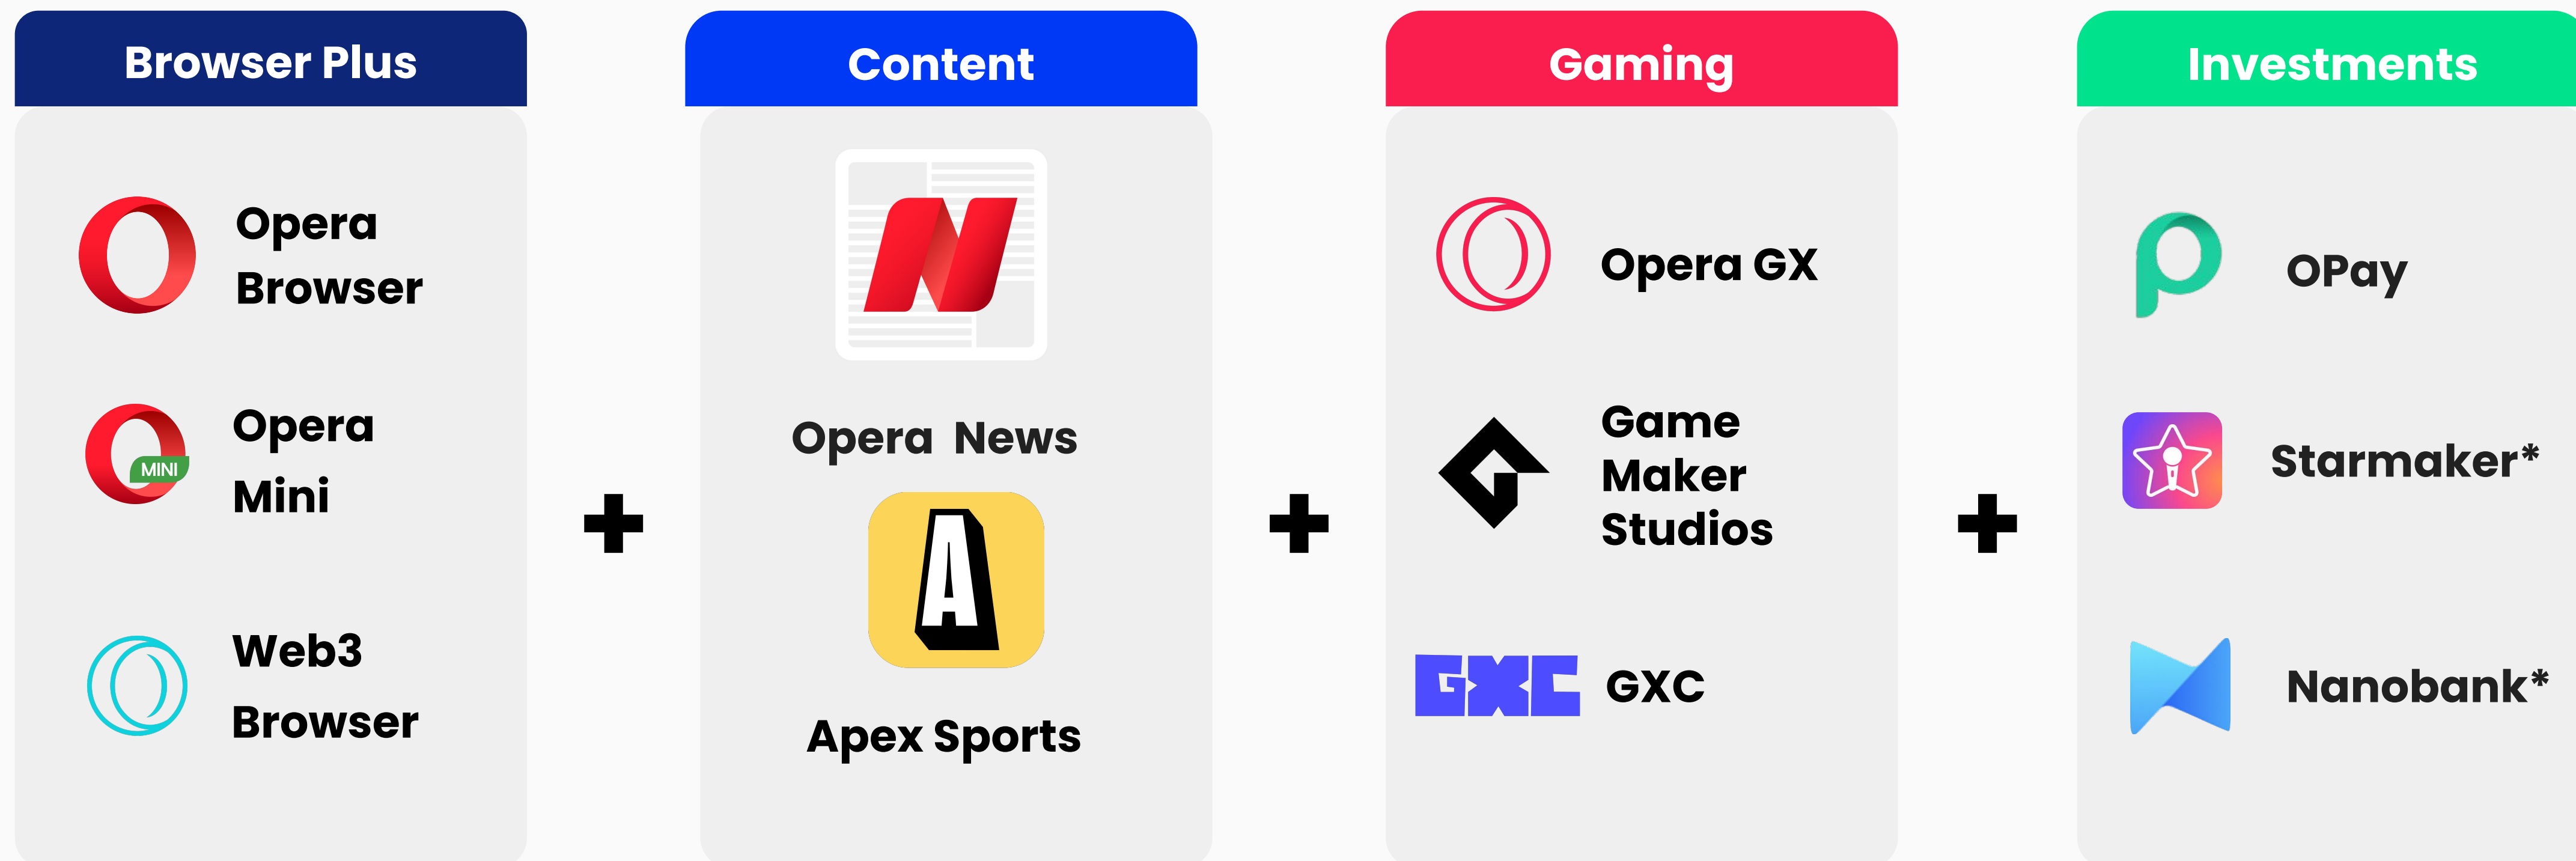 Browser Plus
Opera
Browser
MINI
Opera
Mini
Web3
Browser
Content
N
Opera News
A
Apex Sports
Gaming
Opera GX
Game
Maker
Studios
GXC
GXC
Investments
OPay
Starmaker*
Nanobank*